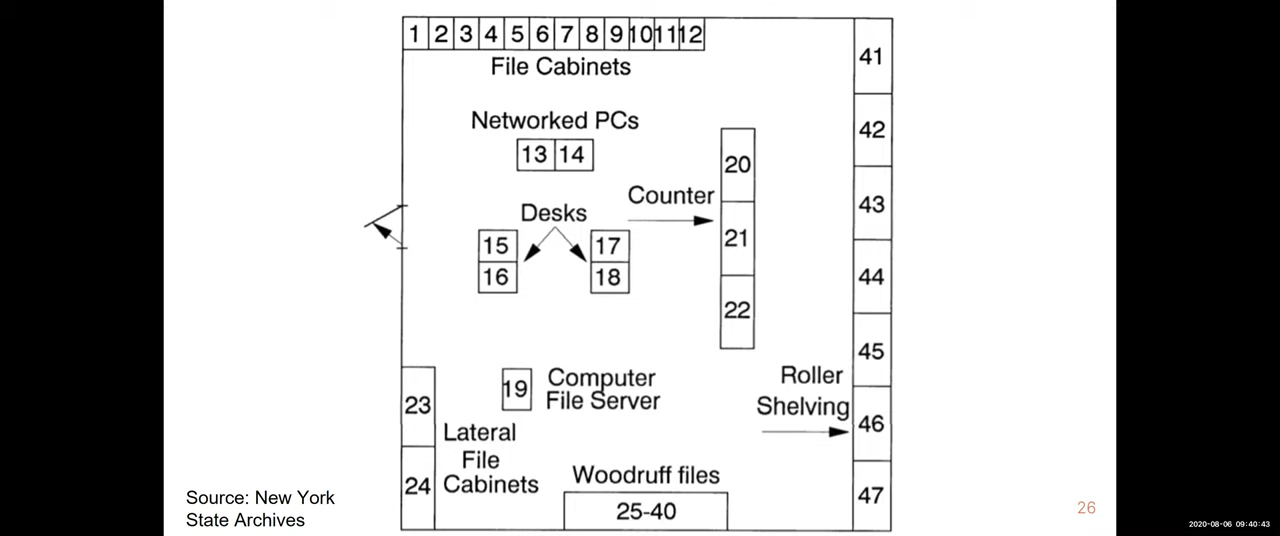 1 2 3 4 5 6 7 8 9 10 11 12
File Cabinets
41
42
43
44
45
46
47
Networked PCs
13 14
Counter
20
21
22
Desks
15 17
16 18
19
Computer
File Server
Roller
Shelving
23
24
Lateral
File
Cabinets
Woodruff files
25-40
Source: New York
State Archives
26
2020-08-06 09:40:43